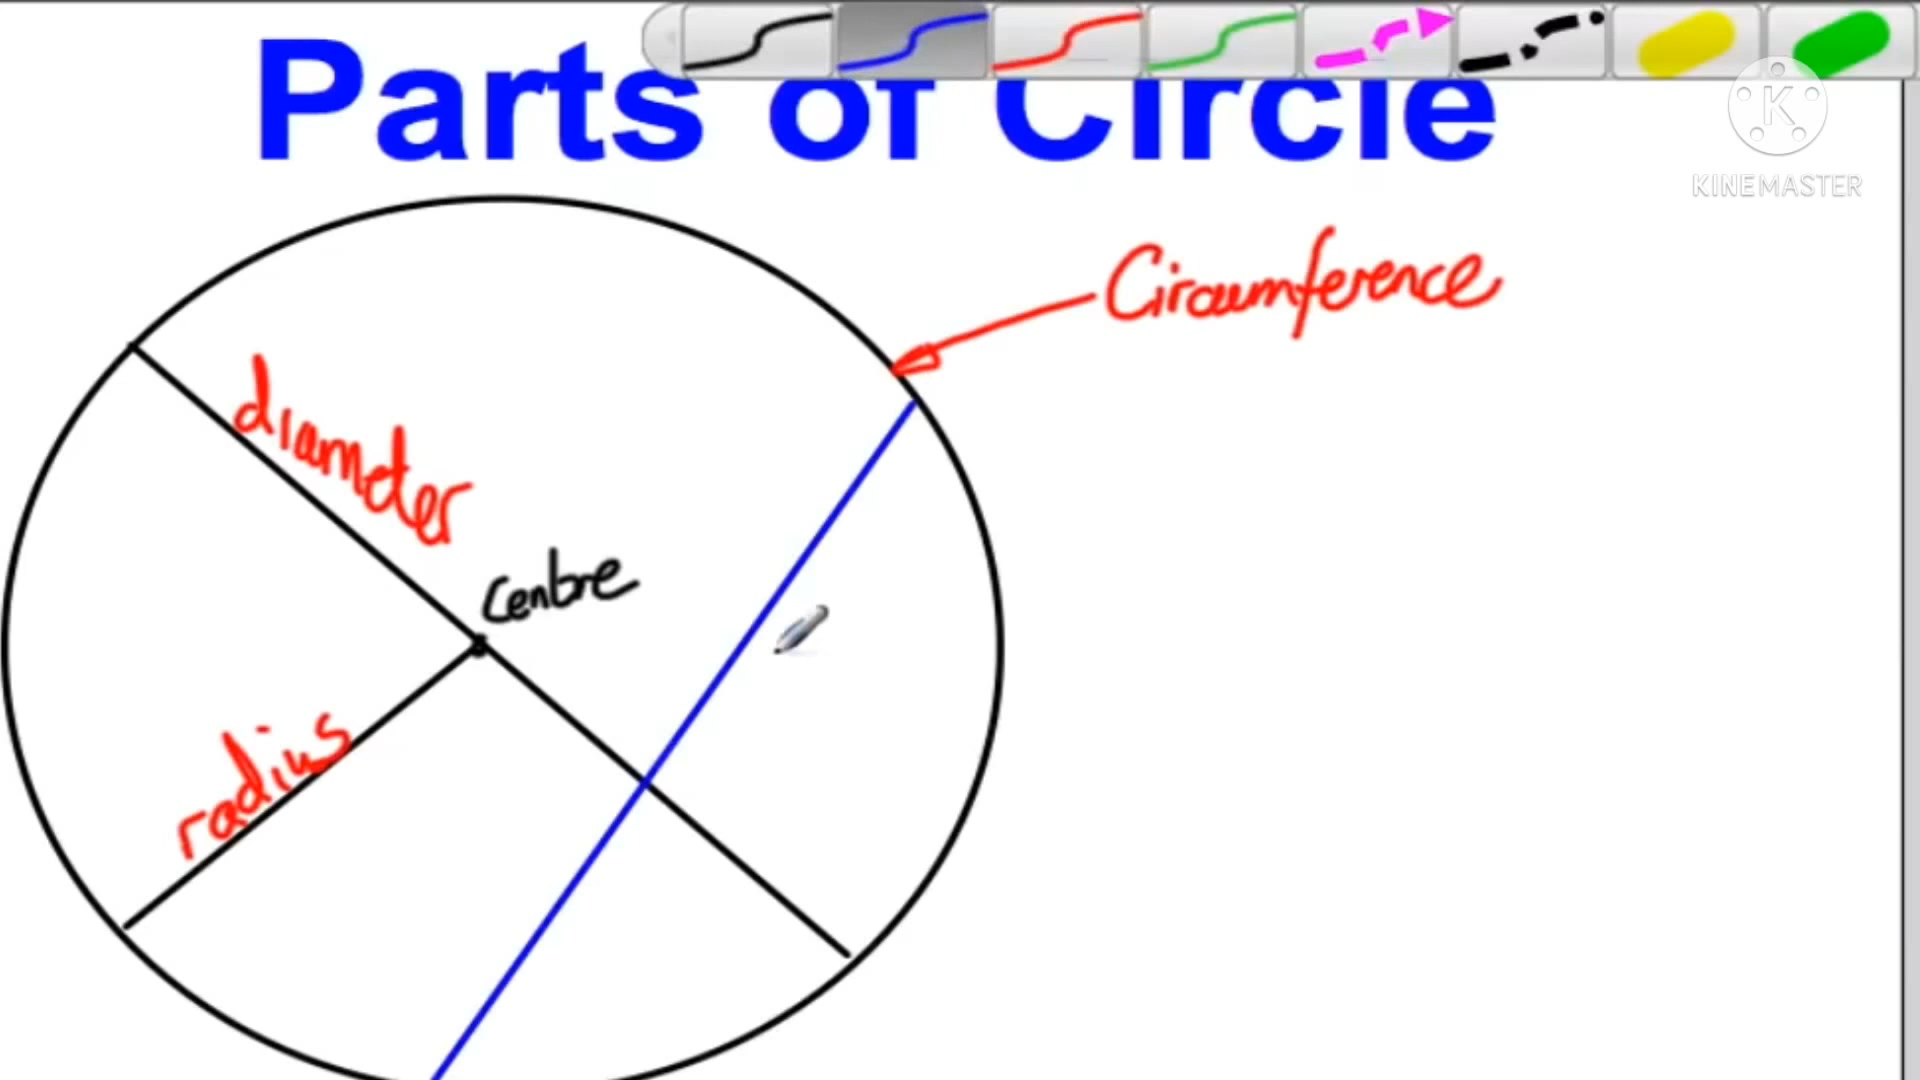 Parts of Circle
KINEMASTER
Circumference
diameter
centre
radius